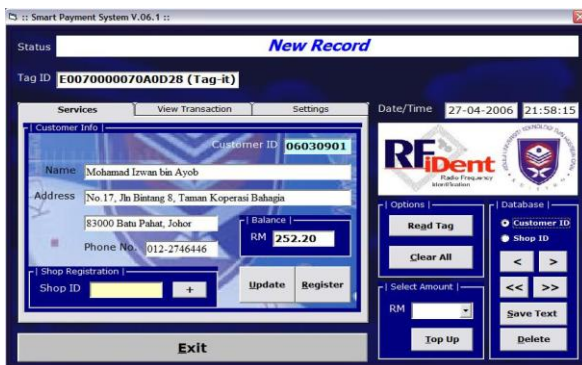 :: Smart Payment System V.06.1 ::
Status New Record
Tag ID E0070000070A0D28 (Tag-it)
Services View Transaction Settings
Date/Time 27-04-2006 21:58:15
| Customer Info |
Customer ID 06030901
Name Mohamad Izwan bin Ayob
Address No.17, Jln Bintang 8, Taman Koperasi Bahagia
83000 Batu Pahat, Johor
Phone No. 012-2746446
| Balance |
RM 252.20
| Shop Registration |
Shop ID +
Update Register
Exit
RFiDent
Radio Frequency
Identification
| Options |
Read Tag
Clear All
| Select Amount |
RM
Top Up
| Database |
Customer ID
Shop ID
< >
<< >>
Save Text
Delete